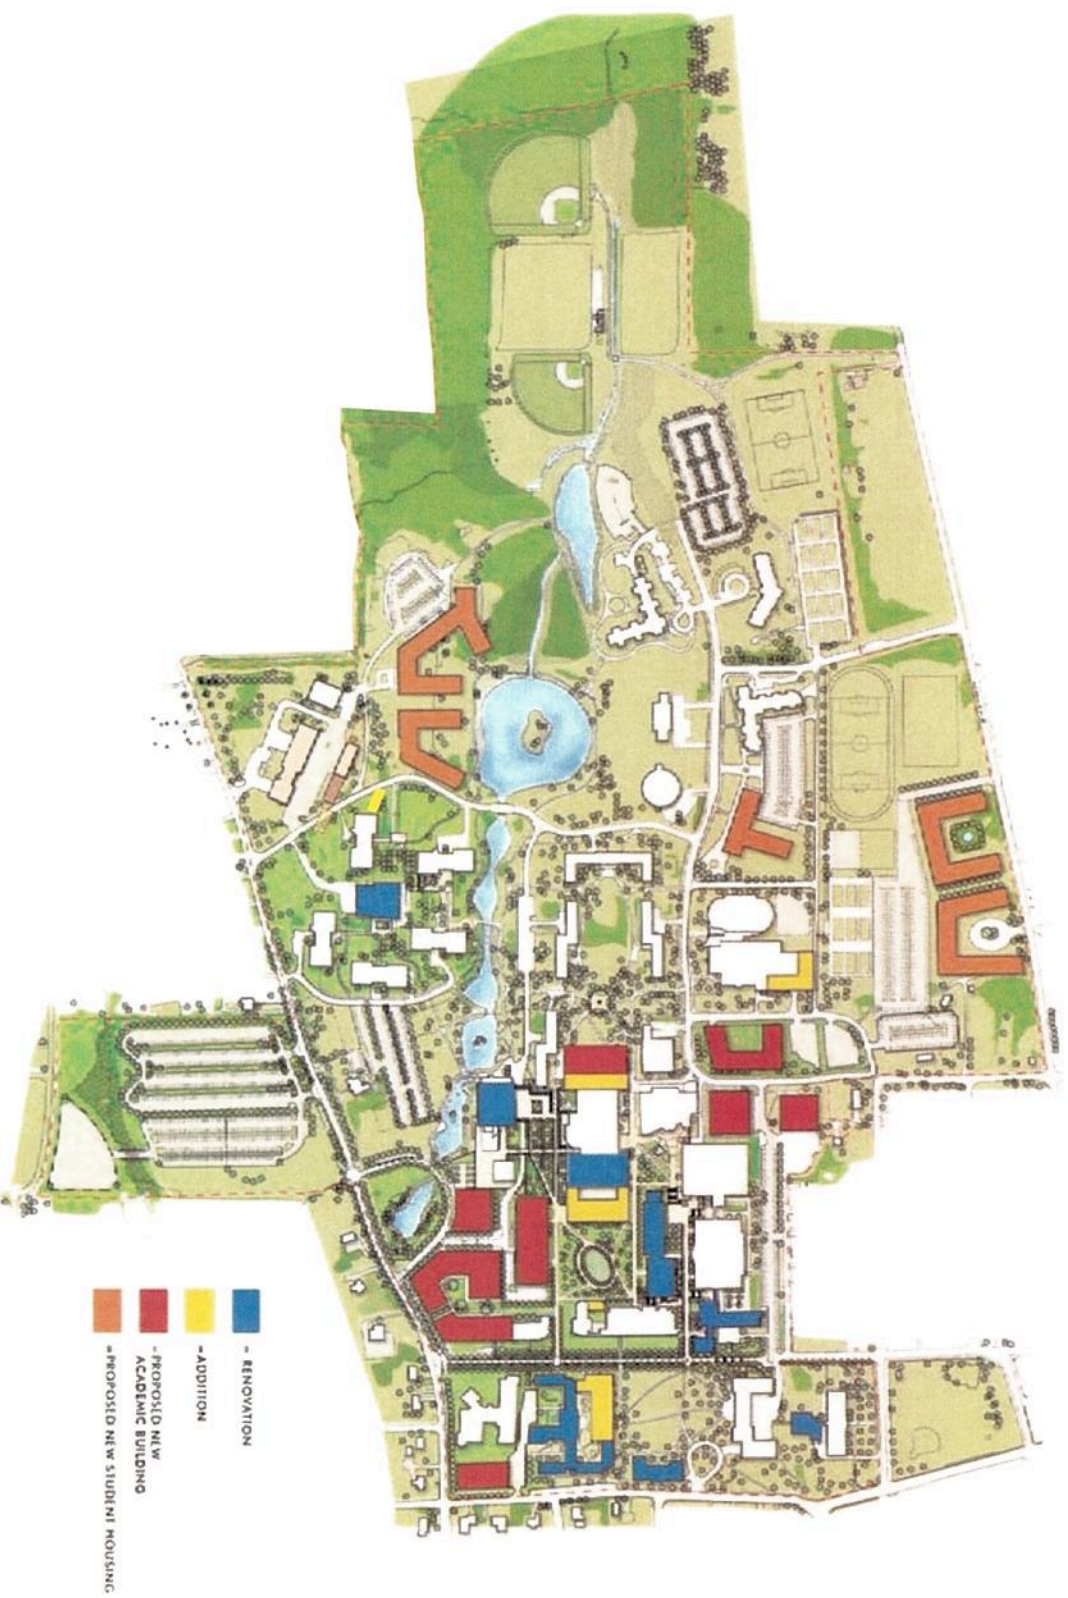 = RENOVATION
= ADDITION
= PROPOSED NEW
ACADEMIC BUILDING
= PROPOSED NEW STUDENT HOUSING